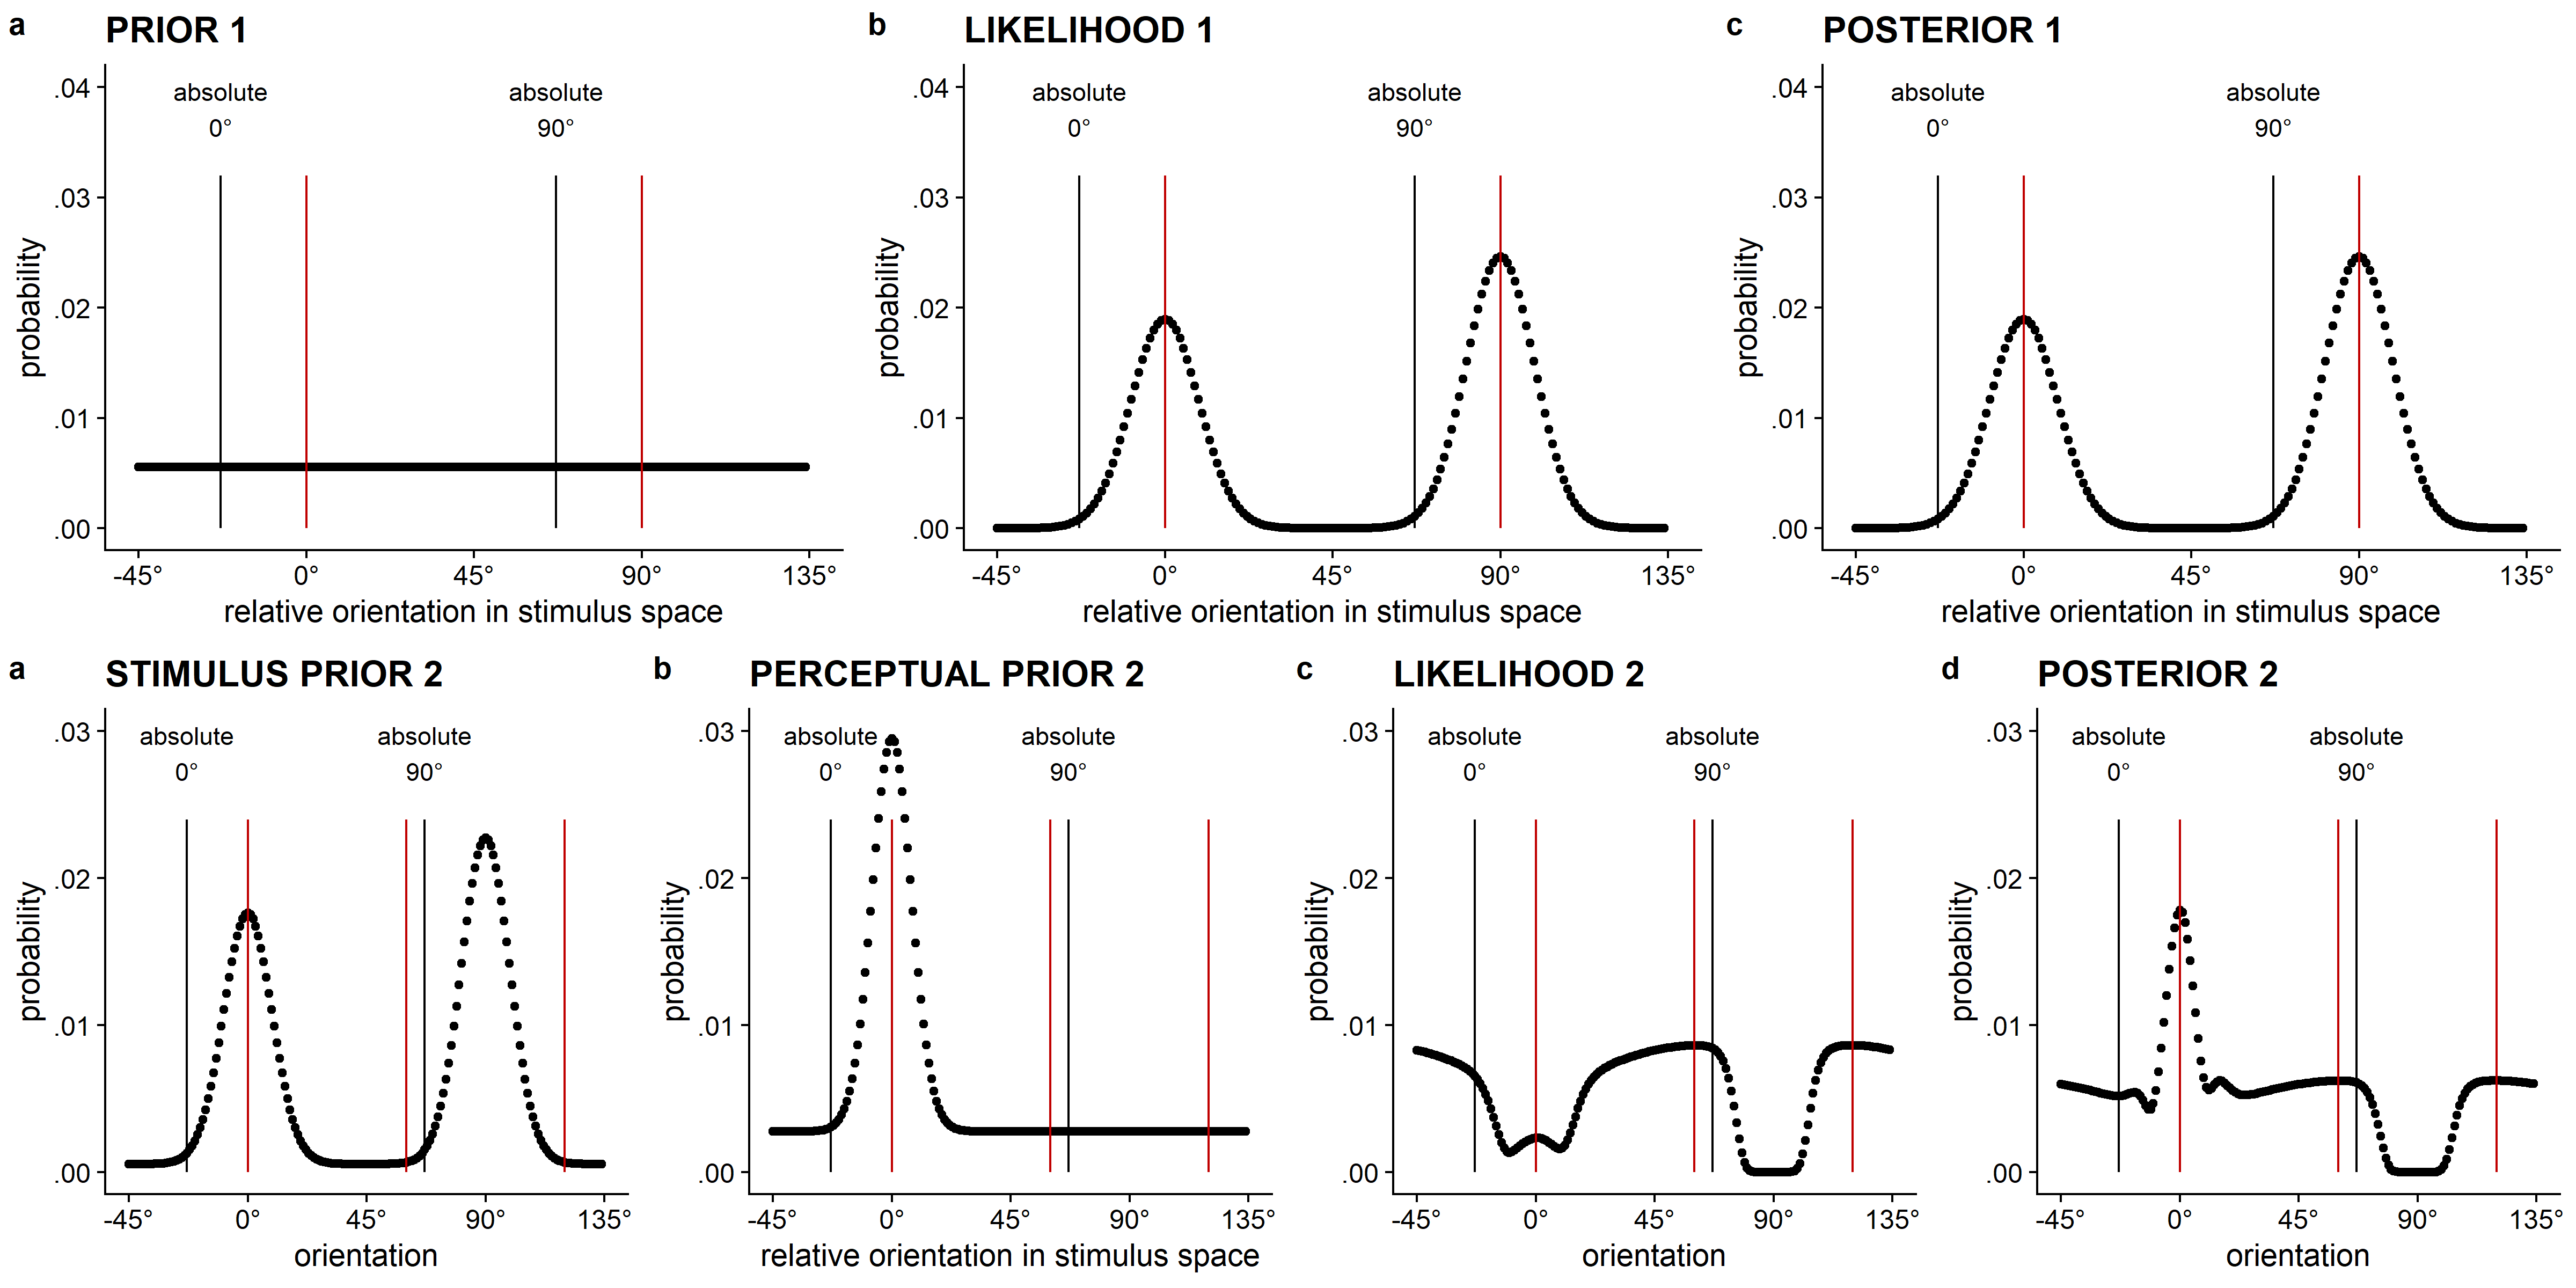 a PRIOR 1
.04
.03
.02
.01
.00
probability
absolute
0°
absolute
90°
-45° 0° 45° 90° 135°
relative orientation in stimulus space
b LIKELIHOOD 1
.04
.03
.02
.01
.00
probability
absolute
0°
absolute
90°
-45° 0° 45° 90° 135°
relative orientation in stimulus space
c POSTERIOR 1
.04
.03
.02
.01
.00
probability
absolute
0°
absolute
90°
-45° 0° 45° 90° 135°
relative orientation in stimulus space
a STIMULUS PRIOR 2
.03
.02
.01
.00
probability
absolute
0°
absolute
90°
-45° 0° 45° 90° 135°
orientation
b PERCEPTUAL PRIOR 2
.03
.02
.01
.00
probability
absolute
0°
absolute
90°
-45° 0° 45° 90° 135°
relative orientation in stimulus space
c LIKELIHOOD 2
.03
.02
.01
.00
probability
absolute
0°
absolute
90°
-45° 0° 45° 90° 135°
orientation
d POSTERIOR 2
.03
.02
.01
.00
probability
absolute
0°
absolute
90°
-45° 0° 45° 90° 135°
orientation